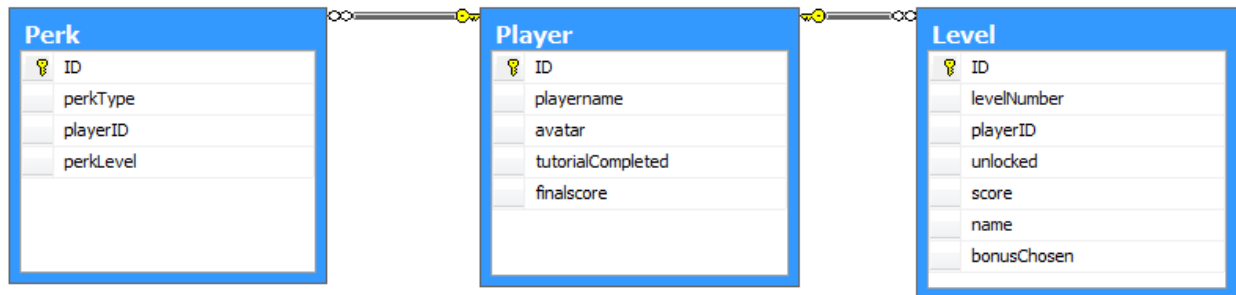 Perk
ID
perkType
playerID
perkLevel
Player
ID
playername
avatar
tutorialCompleted
finalscore
Level
ID
levelNumber
playerID
unlocked
score
name
bonusChosen